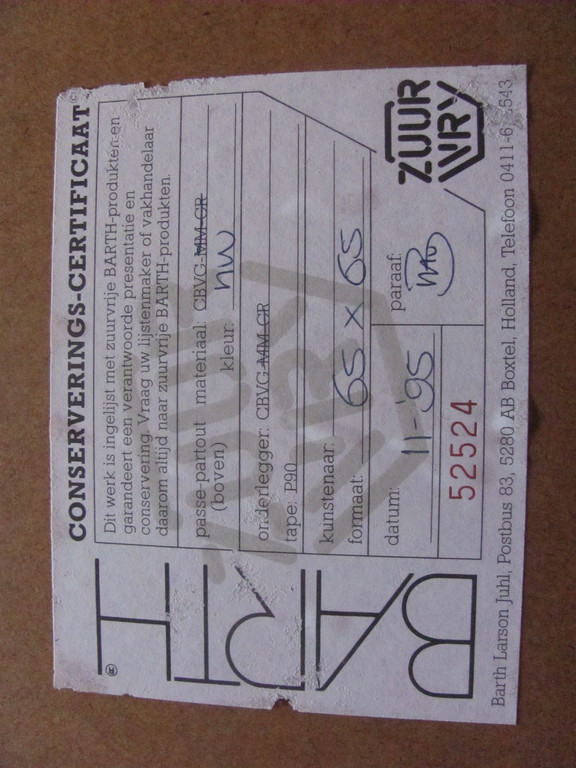 CONSERVERINGS-CERTIFICAAT
BARTH
Dit werk is ingelijst met zuurvrije BARTH-produkten en
garandeert een verantwoorde presentatie en
conservering. Vraag uw lijstenmaker of vakhandelaar
daarom altijd naar zuurvrije BARTH-produkten.
passe-partout materiaal: CBVG-MM-CR
(boven) kleur: nw
onderlegger: CBVG-MM-CR
tape: P90
kunstenaar:
formaat: 65 x 65
datum: 11-'95
paraaf:
52524
ZUUR
VRY
Barth Larson Juhl, Postbus 83, 5280 AB Boxtel, Holland, Telefoon 0411-6 543